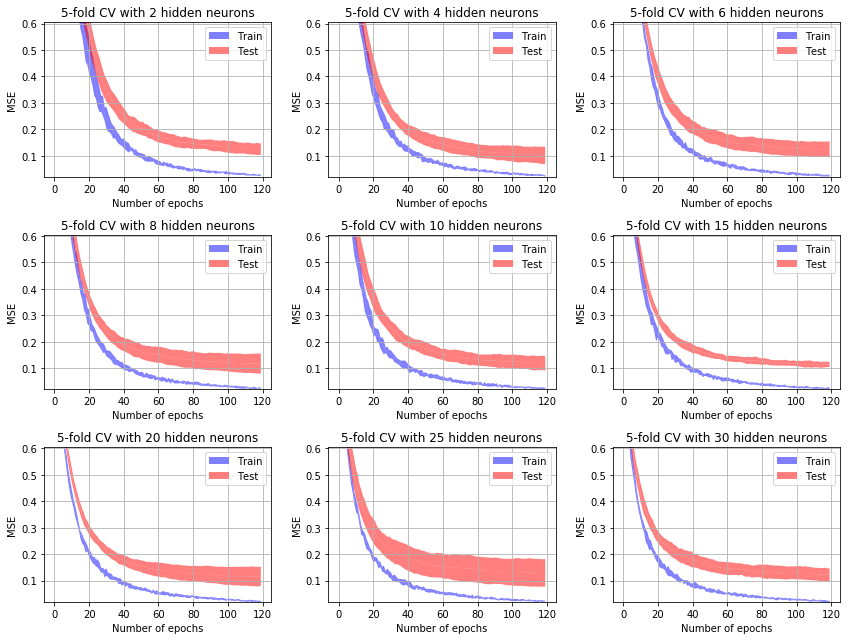 5-fold CV with 2 hidden neurons
0.6
0.5
0.4
0.3
0.2
0.1
MSE
Train
Test
0 20 40 60 80 100 120
Number of epochs
5-fold CV with 4 hidden neurons
0.6
0.5
0.4
0.3
0.2
0.1
MSE
Train
Test
0 20 40 60 80 100 120
Number of epochs
5-fold CV with 6 hidden neurons
0.6
0.5
0.4
0.3
0.2
0.1
MSE
Train
Test
0 20 40 60 80 100 120
Number of epochs
5-fold CV with 8 hidden neurons
0.6
0.5
0.4
0.3
0.2
0.1
MSE
Train
Test
0 20 40 60 80 100 120
Number of epochs
5-fold CV with 10 hidden neurons
0.6
0.5
0.4
0.3
0.2
0.1
MSE
Train
Test
0 20 40 60 80 100 120
Number of epochs
5-fold CV with 15 hidden neurons
0.6
0.5
0.4
0.3
0.2
0.1
MSE
Train
Test
0 20 40 60 80 100 120
Number of epochs
5-fold CV with 20 hidden neurons
0.6
0.5
0.4
0.3
0.2
0.1
MSE
Train
Test
0 20 40 60 80 100 120
Number of epochs
5-fold CV with 25 hidden neurons
0.6
0.5
0.4
0.3
0.2
0.1
MSE
Train
Test
0 20 40 60 80 100 120
Number of epochs
5-fold CV with 30 hidden neurons
0.6
0.5
0.4
0.3
0.2
0.1
MSE
Train
Test
0 20 40 60 80 100 120
Number of epochs